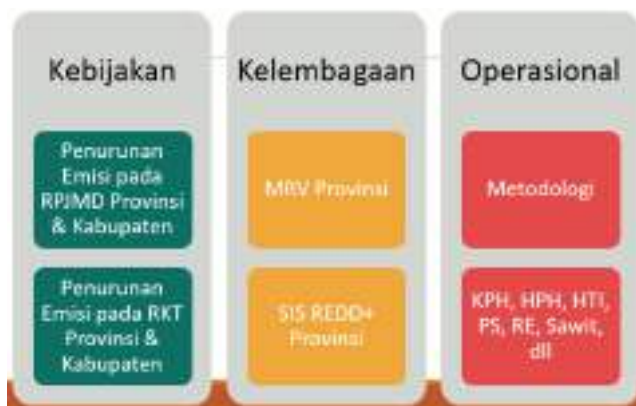 Kebijakan
Penurunan
Emisi pada
RPJMD Provinsi
& Kabupaten
Penurunan
Emisi pada RKT
Provinsi &
Kabupaten
Kelembagaan
MRV Provinsi
SIS REDD+
Provinsi
Operasional
Metodologi
KPH, HPH, HTI,
PS, RE, Sawit,
dll